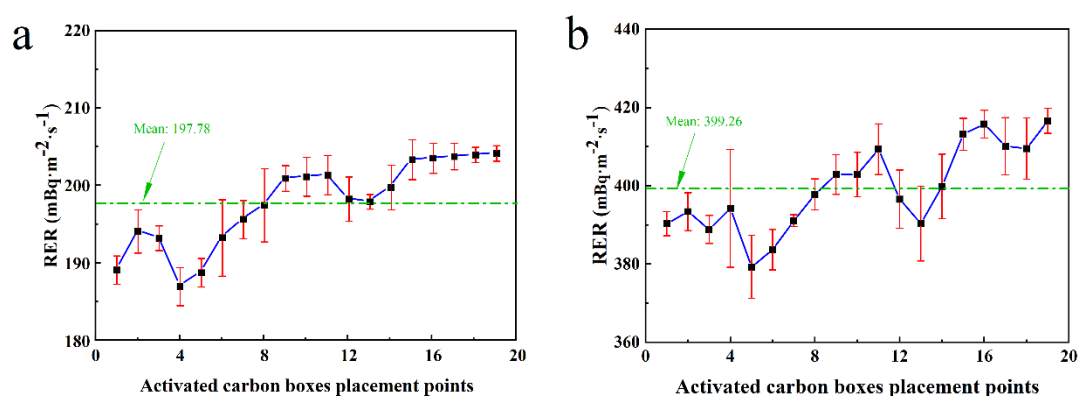 a
220
210
200
190
180
RER (mBq·m⁻²·s⁻¹)
Mean: 197.78
0 4 8 12 16 20
Activated carbon boxes placement points
b
440
420
400
380
360
RER (mBq·m⁻²·s⁻¹)
Mean: 399.26
0 4 8 12 16 20
Activated carbon boxes placement points